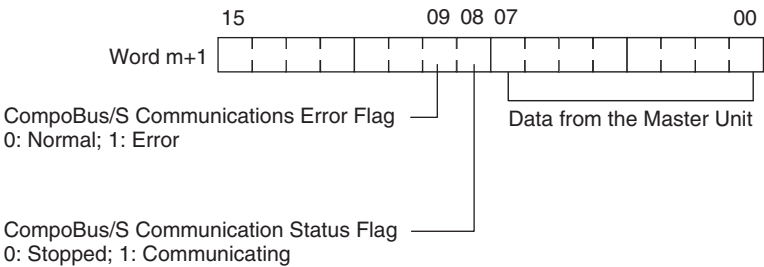 15 09 08 07 00
Word m+1
CompoBus/S Communications Error Flag
0: Normal; 1: Error
Data from the Master Unit
CompoBus/S Communication Status Flag
0: Stopped; 1: Communicating